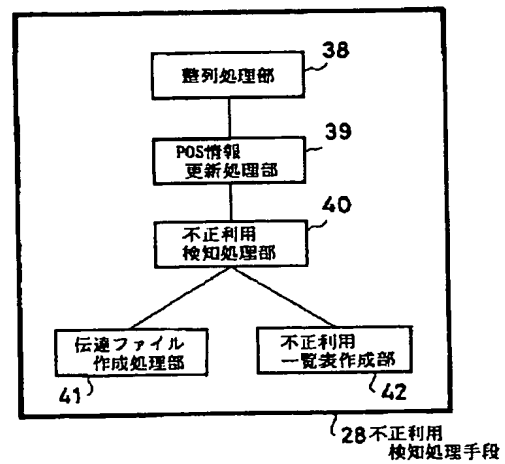 38
整列処理部
39
POS情報
更新処理部
40
不正利用
検知処理部
伝達ファイル
作成処理部
不正利用
一覧表作成部
41
42
28 不正利用
検知処理手段